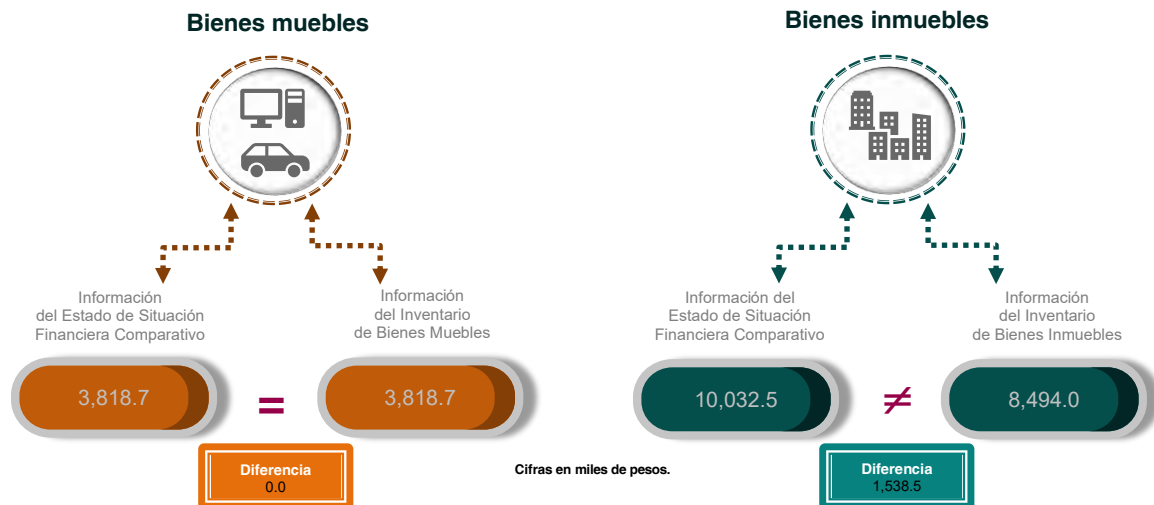 Bienes muebles
Información
del Estado de Situación
Financiera Comparativo
Información
del Inventario
de Bienes Muebles
3,818.7
=
3,818.7
Diferencia
0.0
Cifras en miles de pesos.
Bienes inmuebles
Información del
Estado de Situación
Financiera Comparativo
Información
del Inventario
de Bienes Inmuebles
10,032.5
≠
8,494.0
Diferencia
1,538.5